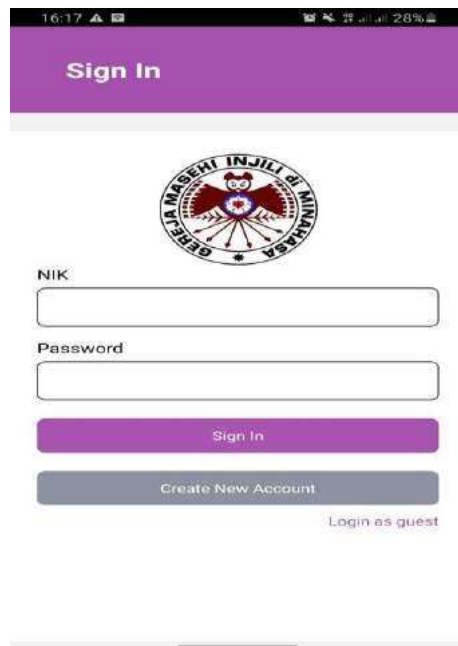 16:17 28%
Sign In
GEREJA MASEHI INJILI di MINAHASA
NIK
Password
Sign In
Create New Account
Login as guest